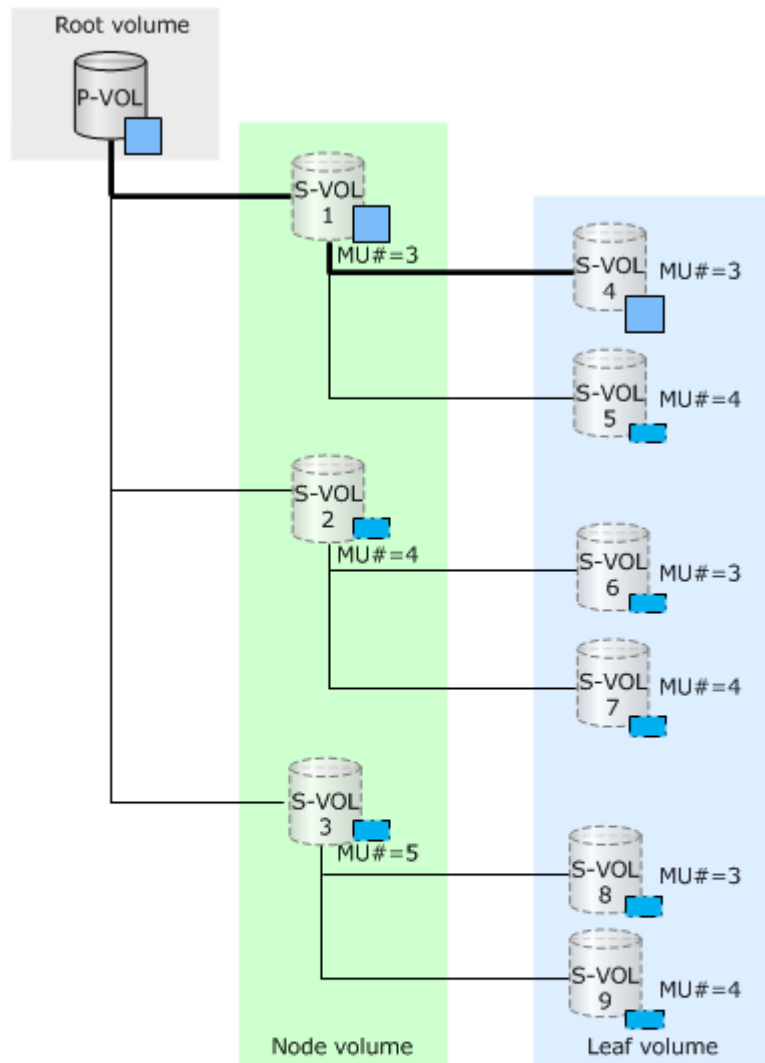 Root volume
P-VOL
S-VOL
1
MU#=3
S-VOL
4
MU#=3
S-VOL
5
MU#=4
S-VOL
2
MU#=4
S-VOL
6
MU#=3
S-VOL
7
MU#=4
S-VOL
3
MU#=5
S-VOL
8
MU#=3
S-VOL
9
MU#=4
Node volume
Leaf volume